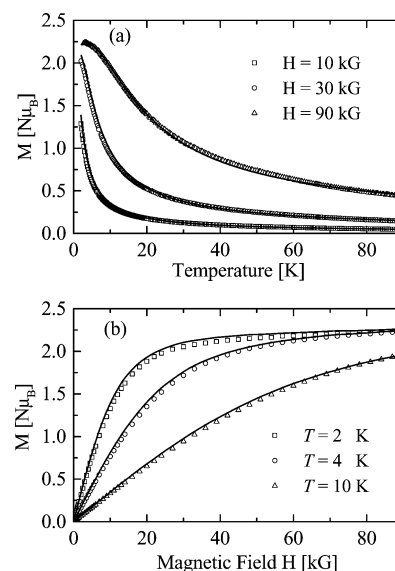 (a)
□ H = 10 kG
○ H = 30 kG
△ H = 90 kG
M [Nμ_B]
2.5
2.0
1.5
1.0
0.5
0.0
0 20 40 60 80
Temperature [K]
(b)
M [Nμ_B]
2.5
2.0
1.5
1.0
0.5
0.0
□ T = 2 K
○ T = 4 K
△ T = 10 K
0 20 40 60 80
Magnetic Field H [kG]